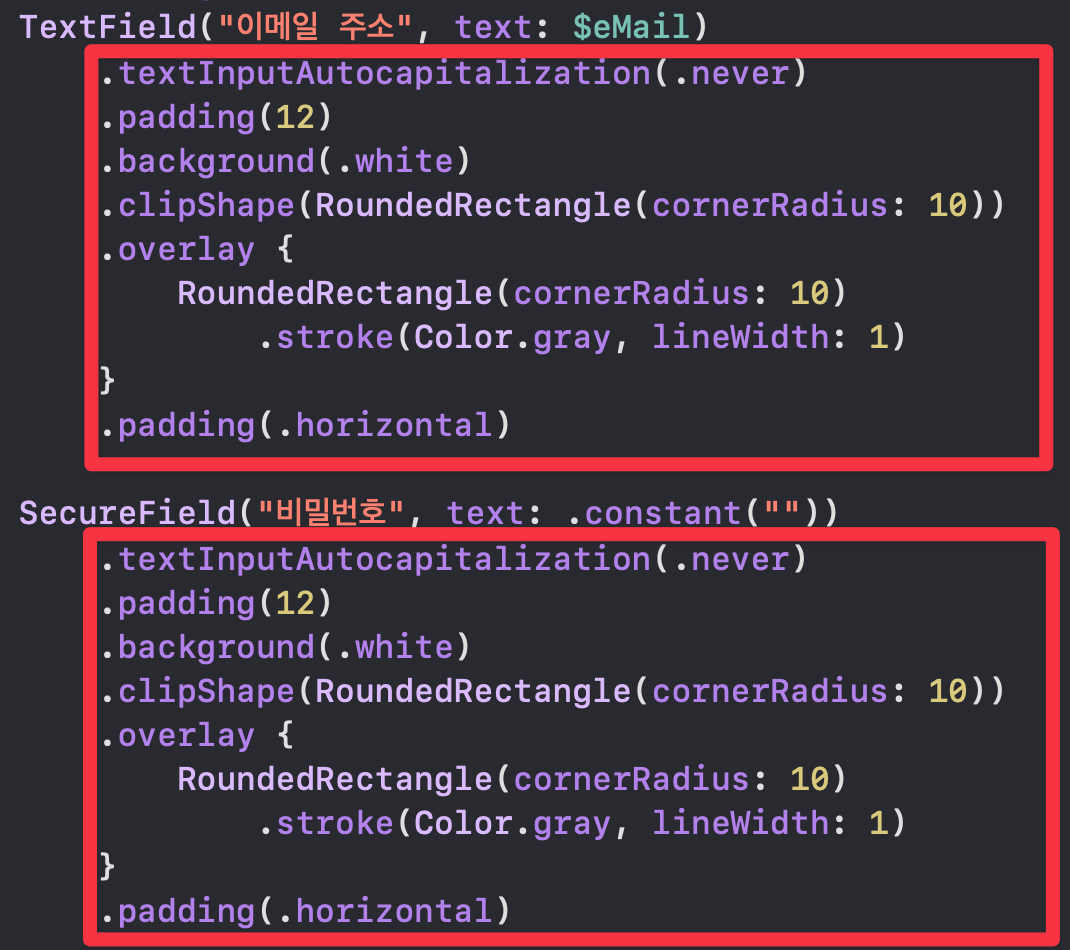 TextField("이메일 주소", text: $eMail)
.textInputAutocapitalization(.never)
.padding(12)
.background(.white)
.clipShape(RoundedRectangle(cornerRadius: 10))
.overlay {
RoundedRectangle(cornerRadius: 10)
.stroke(Color.gray, lineWidth: 1)
}
.padding(.horizontal)
SecureField("비밀번호", text: .constant(""))
.textInputAutocapitalization(.never)
.padding(12)
.background(.white)
.clipShape(RoundedRectangle(cornerRadius: 10))
.overlay {
RoundedRectangle(cornerRadius: 10)
.stroke(Color.gray, lineWidth: 1)
}
.padding(.horizontal)